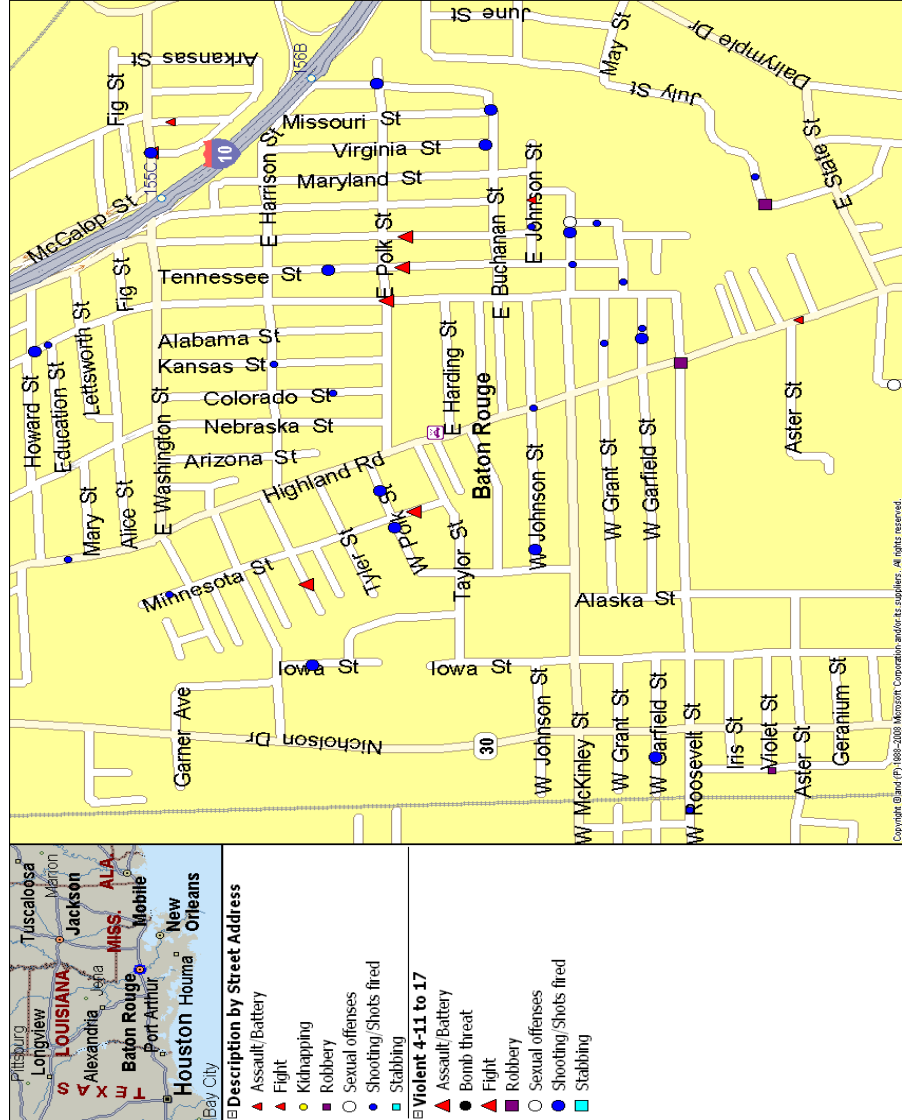 Pittsburg
Longview
Tuscaloosa
Marion
LOUISIANA
Jackson
MISS.
ALA.
Alexandria
Jena
Mobile
Baton Rouge
Port Arthur
New
Orleans
TEXAS
Houston
Houma
Bay City
Description by Street Address
Assault/Battery
Fight
Kidnapping
Robbery
Sexual offenses
Shooting/Shots fired
Stabbing
Violent 4-11 to 17
Assault/Battery
Bomb threat
Fight
Robbery
Sexual offenses
Shooting/Shots fired
Stabbing
Arkansas St
Fig St
156B
June St
May St
Dalrymple Dr
July St
Missouri St
Virginia St
Maryland St
10
155C
McCalop St
E Harrison St
E Polk St
E Buchanan St
E Johnson St
E State St
Tennessee St
Fig St
Howard St
Education St
Lettsworth St
Alabama St
Kansas St
Colorado St
Nebraska St
Arizona St
E Washington St
Mary St
Alice St
E Harding St
Baton Rouge
Highland Rd
Minnesota St
Tyler St
W Polk St
Taylor St
W Johnson St
W Grant St
W Garfield St
Aster St
Alaska St
Iowa St
Iowa St
Garner Ave
Nicholson Dr
30
W Johnson St
W McKinley St
W Grant St
W Garfield St
W Roosevelt St
Iris St
Violet St
Aster St
Geranium St
Copyright © and (P) 1988–2008 Microsoft Corporation and/or its suppliers. All rights reserved.